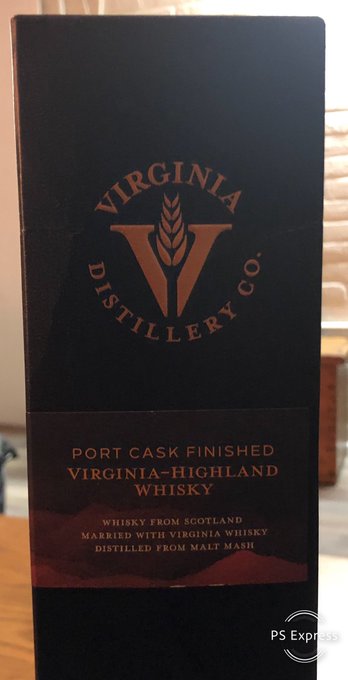 VIRGINIA
V
DISTILLERY CO.
PORT CASK FINISHED
VIRGINIA–HIGHLAND
WHISKY
WHISKY FROM SCOTLAND
MARRIED WITH VIRGINIA WHISKY
DISTILLED FROM MALT MASH
PS Express